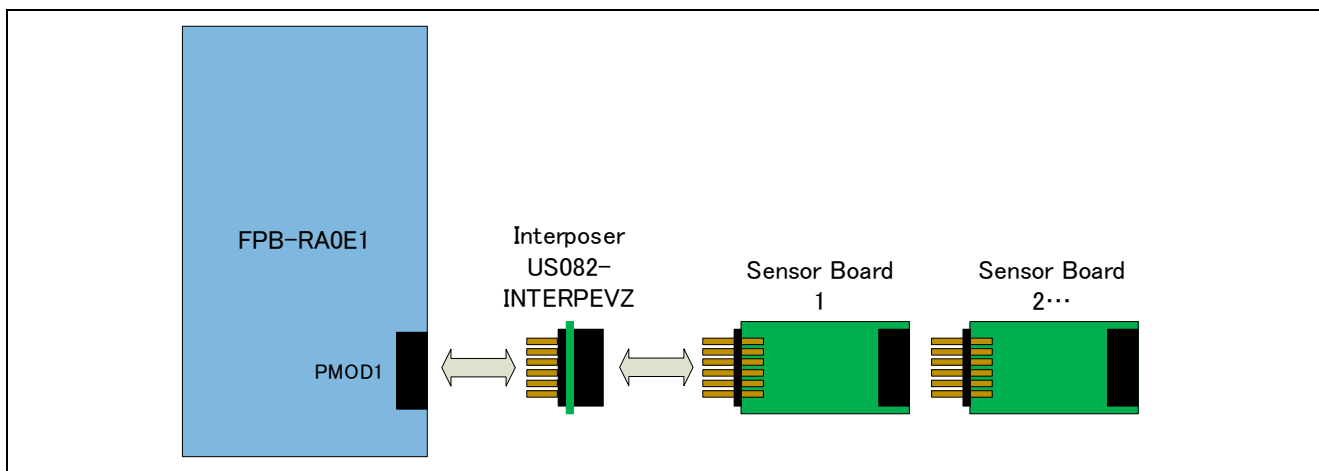 FPB-RA0E1
PMOD1
Interposer
US082-
INTERPEVZ
Sensor Board
1
Sensor Board
2···